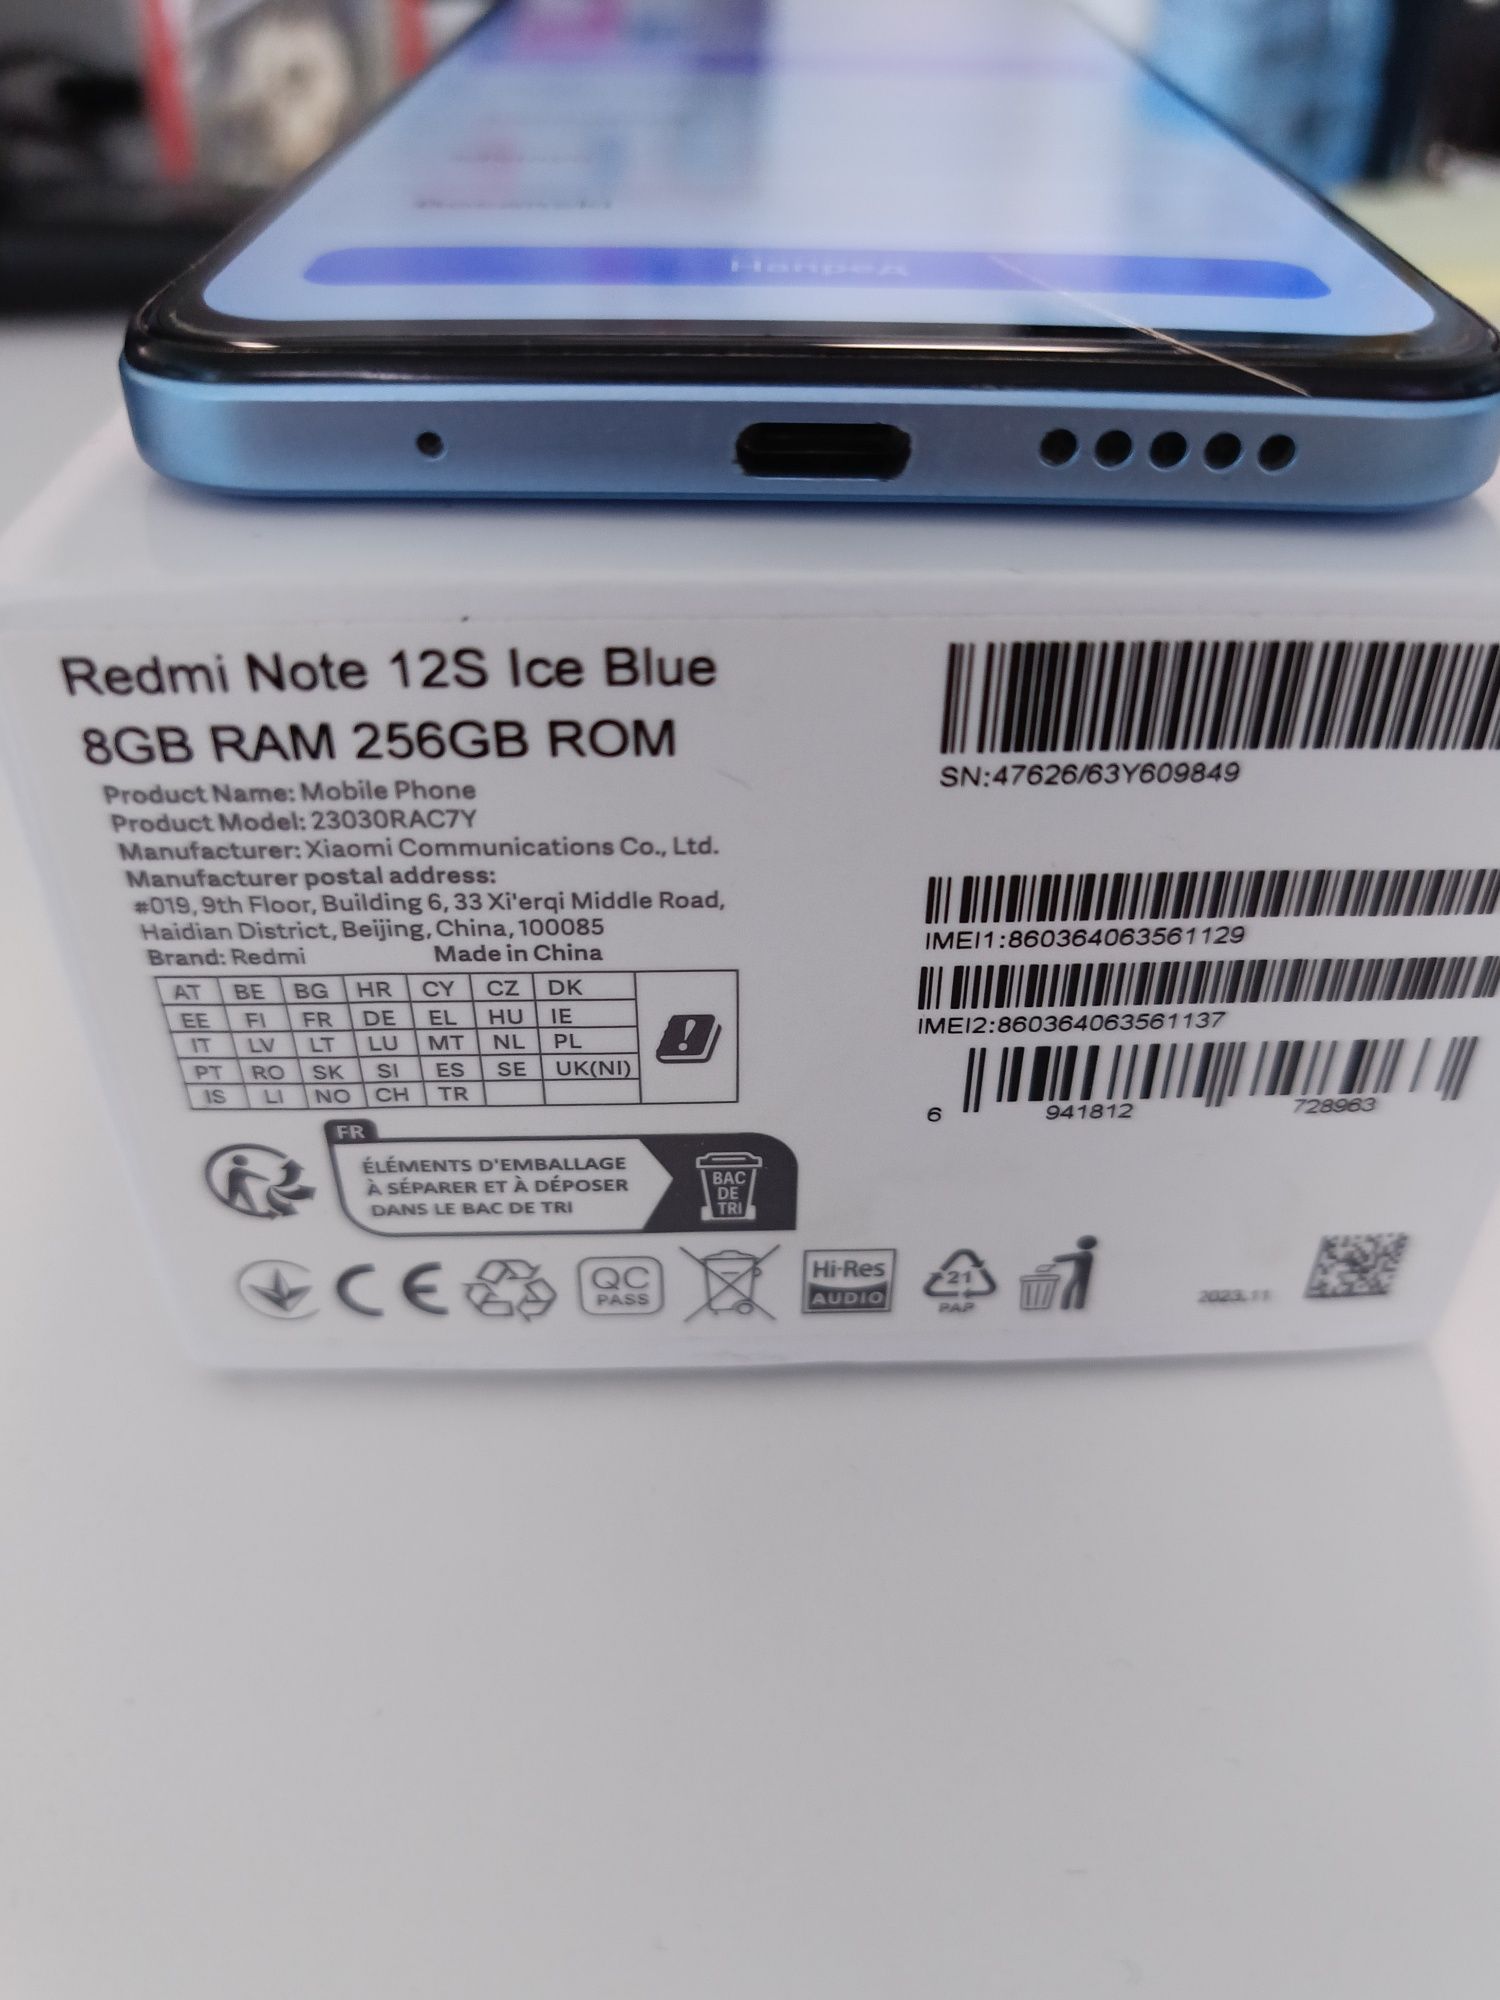 Напред
Redmi Note 12S Ice Blue
8GB RAM 256GB ROM
Product Name: Mobile Phone
Product Model: 23030RAC7Y
Manufacturer: Xiaomi Communications Co., Ltd.
Manufacturer postal address:
#019, 9th Floor, Building 6, 33 Xi'erqi Middle Road,
Haidian District, Beijing, China, 100085
Brand: Redmi Made in China
AT BE BG HR CY CZ DK
EE FI FR DE EL HU IE
IT LV LT LU MT NL PL
PT RO SK SI ES SE UK(NI)
IS LI NO CH TR
FR
ÉLÉMENTS D'EMBALLAGE
À SÉPARER ET À DÉPOSER
DANS LE BAC DE TRI
BAC
DE
TRI
CE
QC
PASS
Hi-Res
AUDIO
21
PAP
SN:47626/63Y609849
IMEI1:860364063561129
IMEI2:860364063561137
6 941812 728963
2023.11